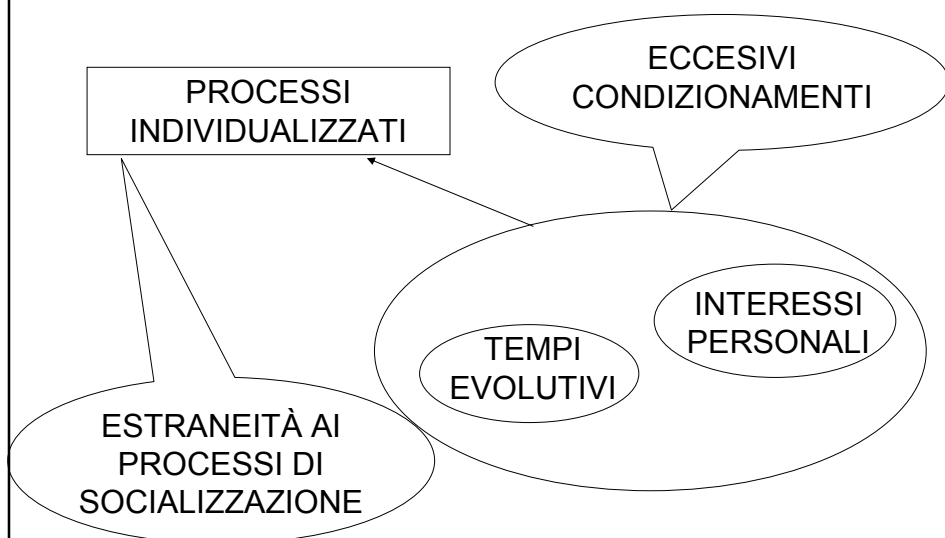 PROCESSI
INDIVIDUALIZZATI
ECCESIVI
CONDIZIONAMENTI
INTERESSI
PERSONALI
TEMPI
EVOLUTIVI
ESTRANEITÀ AI
PROCESSI DI
SOCIALIZZAZIONE